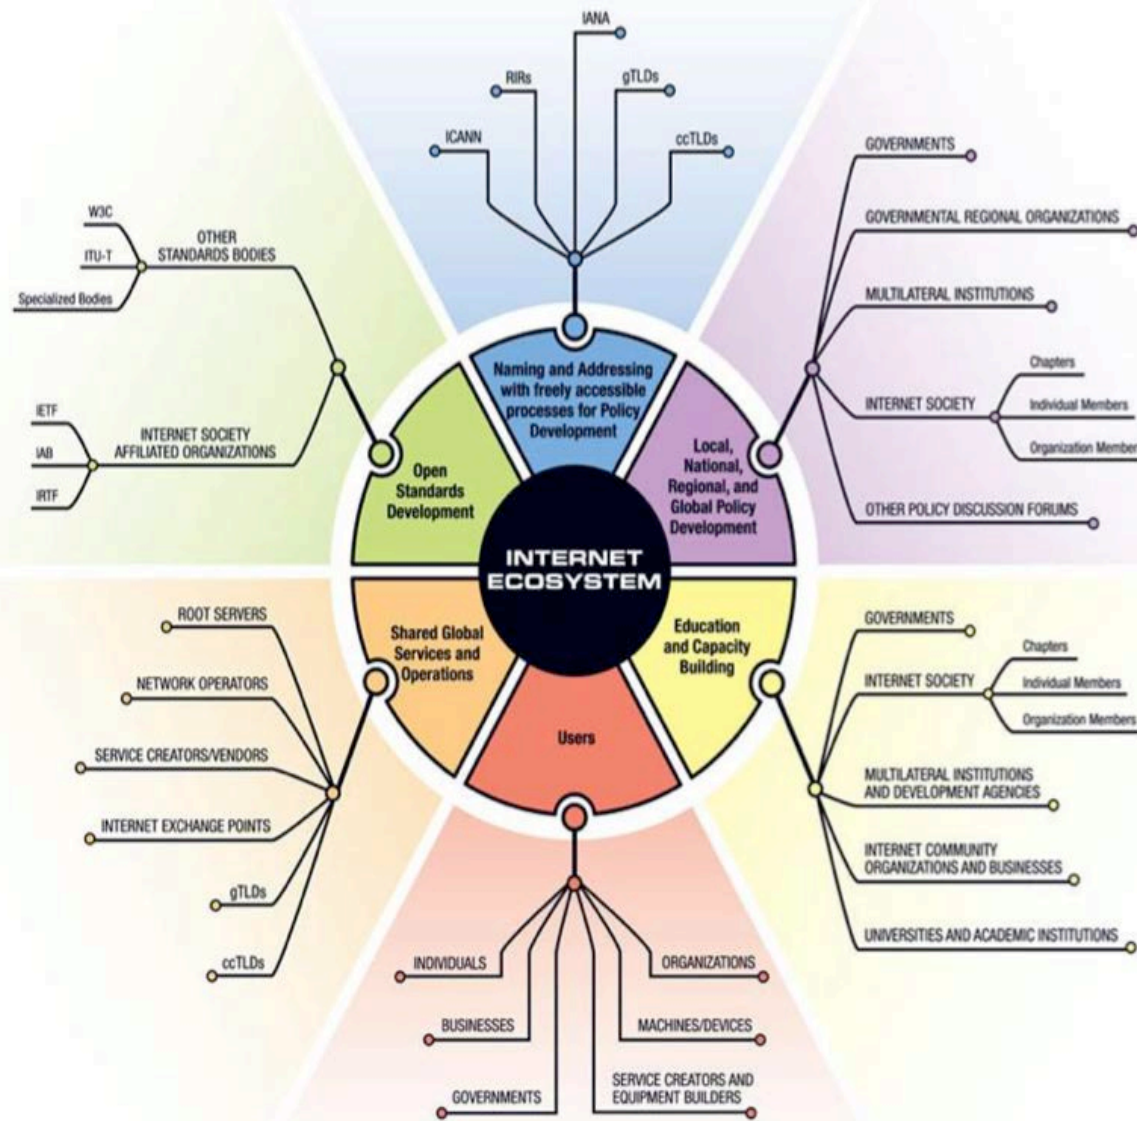 IANA
RIRs
gTLDs
ICANN
ccTLDs
W3C
ITU-T
Specialized Bodies
OTHER
STANDARDS BODIES
IETF
IAB
IRTF
INTERNET SOCIETY
AFFILIATED ORGANIZATIONS
GOVERNMENTS
GOVERNMENTAL REGIONAL ORGANIZATIONS
MULTILATERAL INSTITUTIONS
INTERNET SOCIETY
Chapters
Individual Members
Organization Members
OTHER POLICY DISCUSSION FORUMS
Naming and Addressing
with freely accessible
processes for Policy
Development
Open
Standards
Development
Local,
National,
Regional, and
Global Policy
Development
INTERNET
ECOSYSTEM
Shared Global
Services and
Operations
Users
Education
and Capacity
Building
ROOT SERVERS
NETWORK OPERATORS
SERVICE CREATORS/VENDORS
INTERNET EXCHANGE POINTS
gTLDs
ccTLDs
GOVERNMENTS
INTERNET SOCIETY
Chapters
Individual Members
Organization Members
MULTILATERAL INSTITUTIONS
AND DEVELOPMENT AGENCIES
INTERNET COMMUNITY
ORGANIZATIONS AND BUSINESSES
UNIVERSITIES AND ACADEMIC INSTITUTIONS
INDIVIDUALS
BUSINESSES
GOVERNMENTS
ORGANIZATIONS
MACHINES/DEVICES
SERVICE CREATORS AND
EQUIPMENT BUILDERS